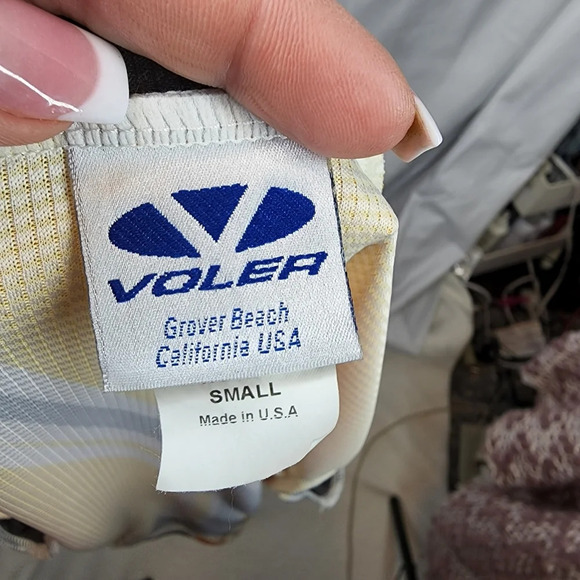 VOLER
Grover Beach
California USA
SMALL
Made in U.S.A